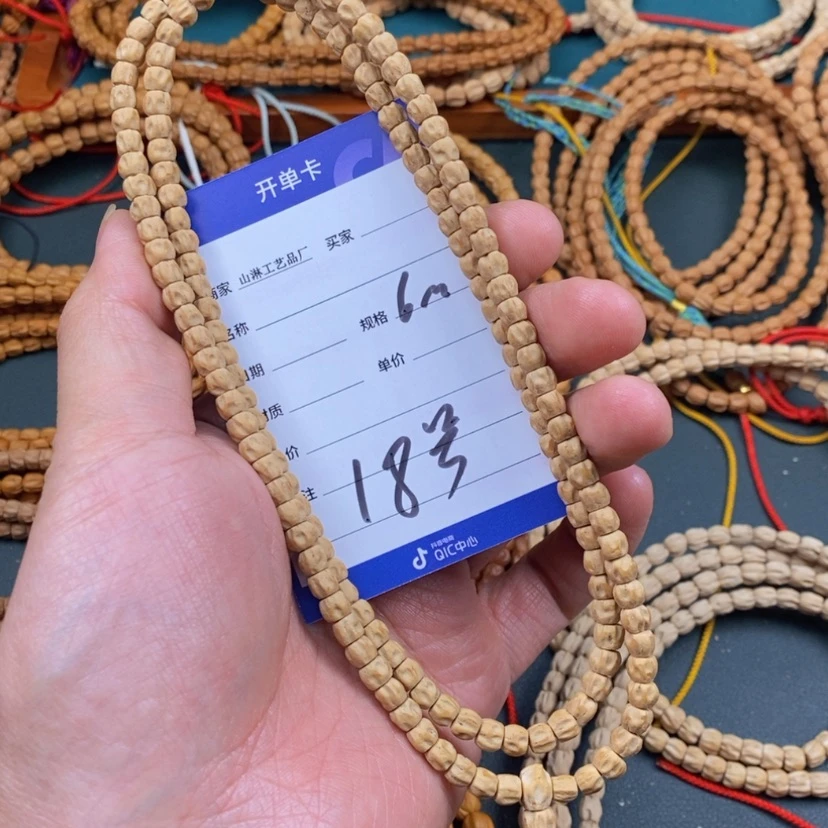 开单卡
商家 山淋工艺品厂 买家
名称
规格 6m
日期
单价
材质
价
注
18号
抖音电商
QIC中心